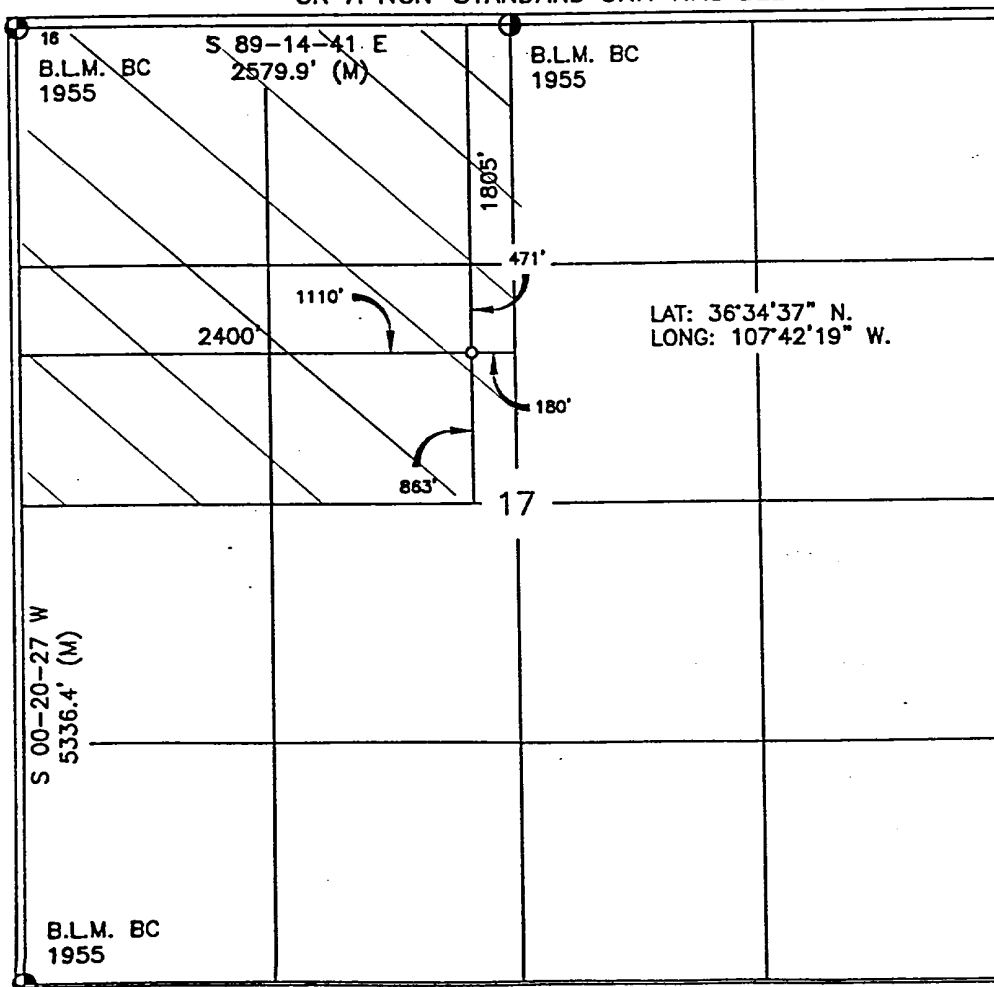 16
S 89-14-41 E
2579.9' (M)
B.L.M. BC
1955
B.L.M. BC
1955
1805'
471'
1110'
2400'
LAT: 36°34'37" N.
LONG: 107°42'19" W.
180'
863'
17
S 00-20-27 W
5336.4' (M)
B.L.M. BC
1955